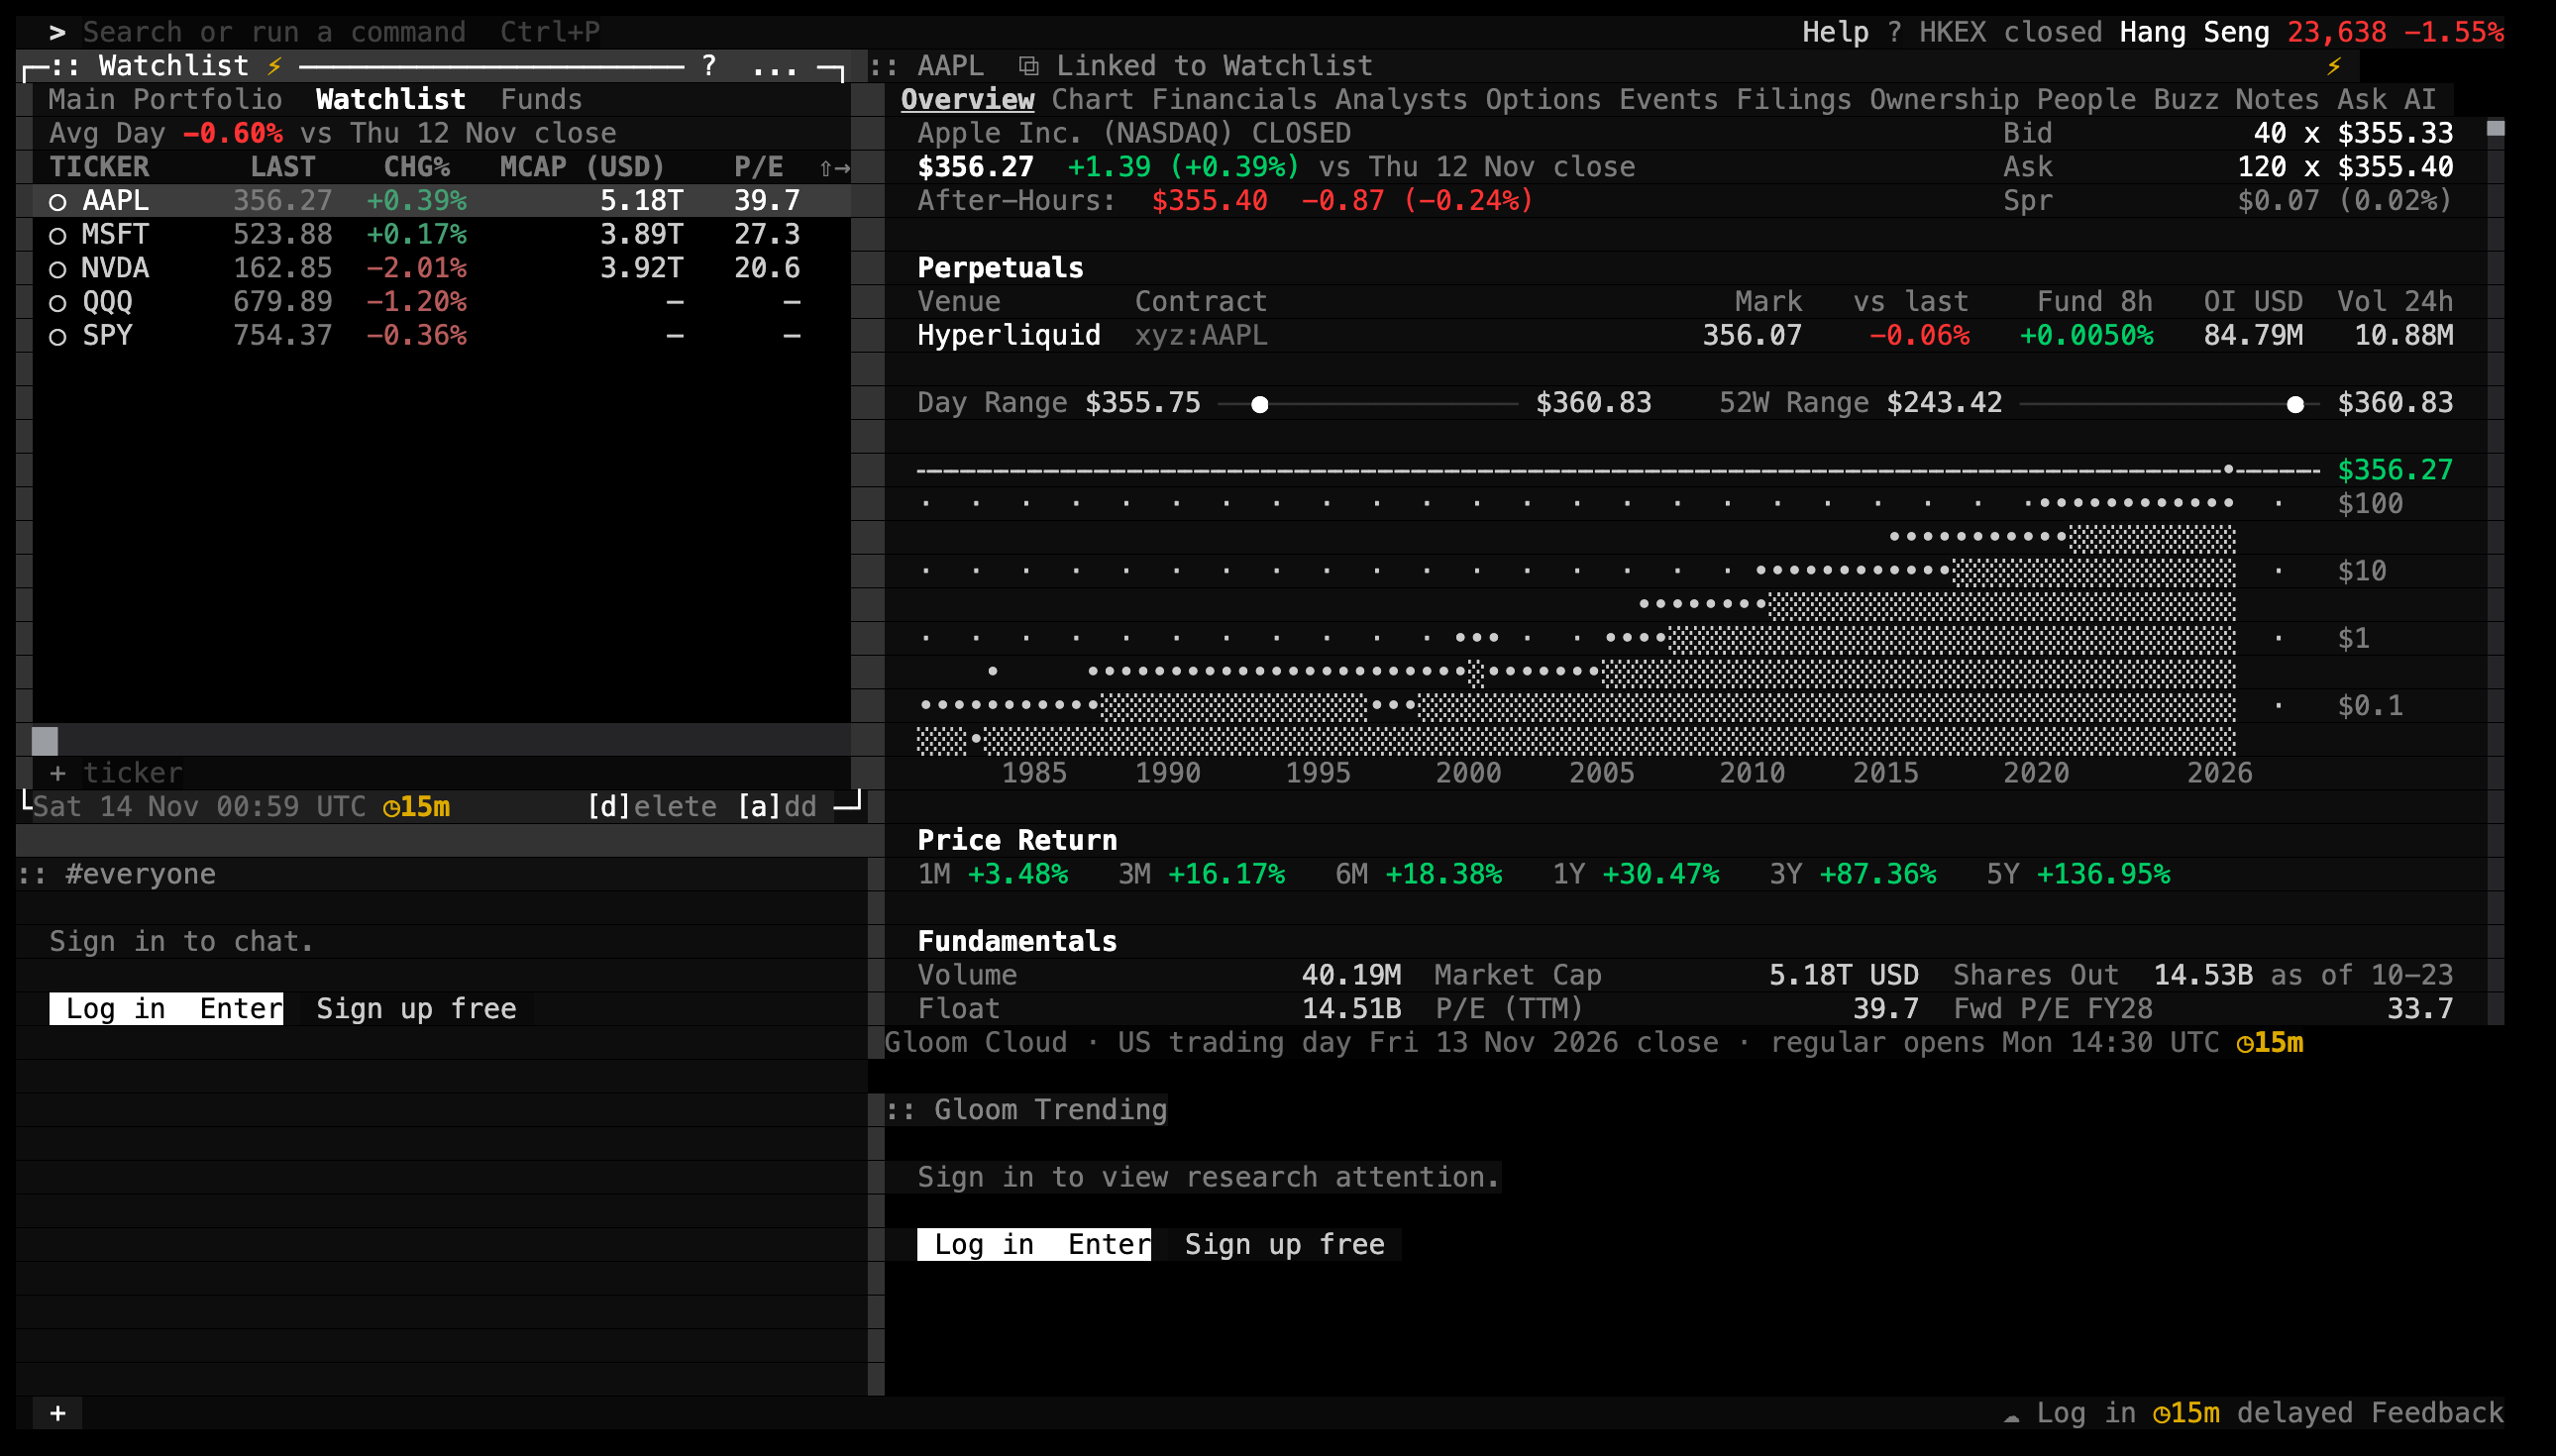 > Search or run a command  Ctrl+P
Help ? HKEX closed Hang Seng 23,638 −1.55%
:: Watchlist ⚡ ? ...
Main Portfolio  Watchlist  Funds
Avg Day −0.60% vs Thu 12 Nov close
TICKER LAST CHG% MCAP (USD) P/E ⇧→
○ AAPL 356.27 +0.39% 5.18T 39.7
○ MSFT 523.88 +0.17% 3.89T 27.3
○ NVDA 162.85 −2.01% 3.92T 20.6
○ QQQ 679.89 −1.20% — —
○ SPY 754.37 −0.36% — —
+ ticker
Sat 14 Nov 00:59 UTC ◷15m [d]elete [a]dd
:: #everyone
Sign in to chat.
Log in  Enter  Sign up free
:: AAPL ⧉ Linked to Watchlist ⚡
Overview Chart Financials Analysts Options Events Filings Ownership People Buzz Notes Ask AI
Apple Inc. (NASDAQ) CLOSED Bid 40 x $355.33
$356.27 +1.39 (+0.39%) vs Thu 12 Nov close Ask 120 x $355.40
After-Hours: $355.40 −0.87 (−0.24%) Spr $0.07 (0.02%)
Perpetuals
Venue Contract Mark vs last Fund 8h OI USD Vol 24h
Hyperliquid xyz:AAPL 356.07 −0.06% +0.0050% 84.79M 10.88M
Day Range $355.75 $360.83 52W Range $243.42 $360.83
$356.27
$100
$10
$1
$0.1
1985 1990 1995 2000 2005 2010 2015 2020 2026
Price Return
1M +3.48% 3M +16.17% 6M +18.38% 1Y +30.47% 3Y +87.36% 5Y +136.95%
Fundamentals
Volume 40.19M Market Cap 5.18T USD Shares Out 14.53B as of 10-23
Float 14.51B P/E (TTM) 39.7 Fwd P/E FY28 33.7
Gloom Cloud · US trading day Fri 13 Nov 2026 close · regular opens Mon 14:30 UTC ◷15m
:: Gloom Trending
Sign in to view research attention.
Log in  Enter  Sign up free
+
☁ Log in ◷15m delayed Feedback